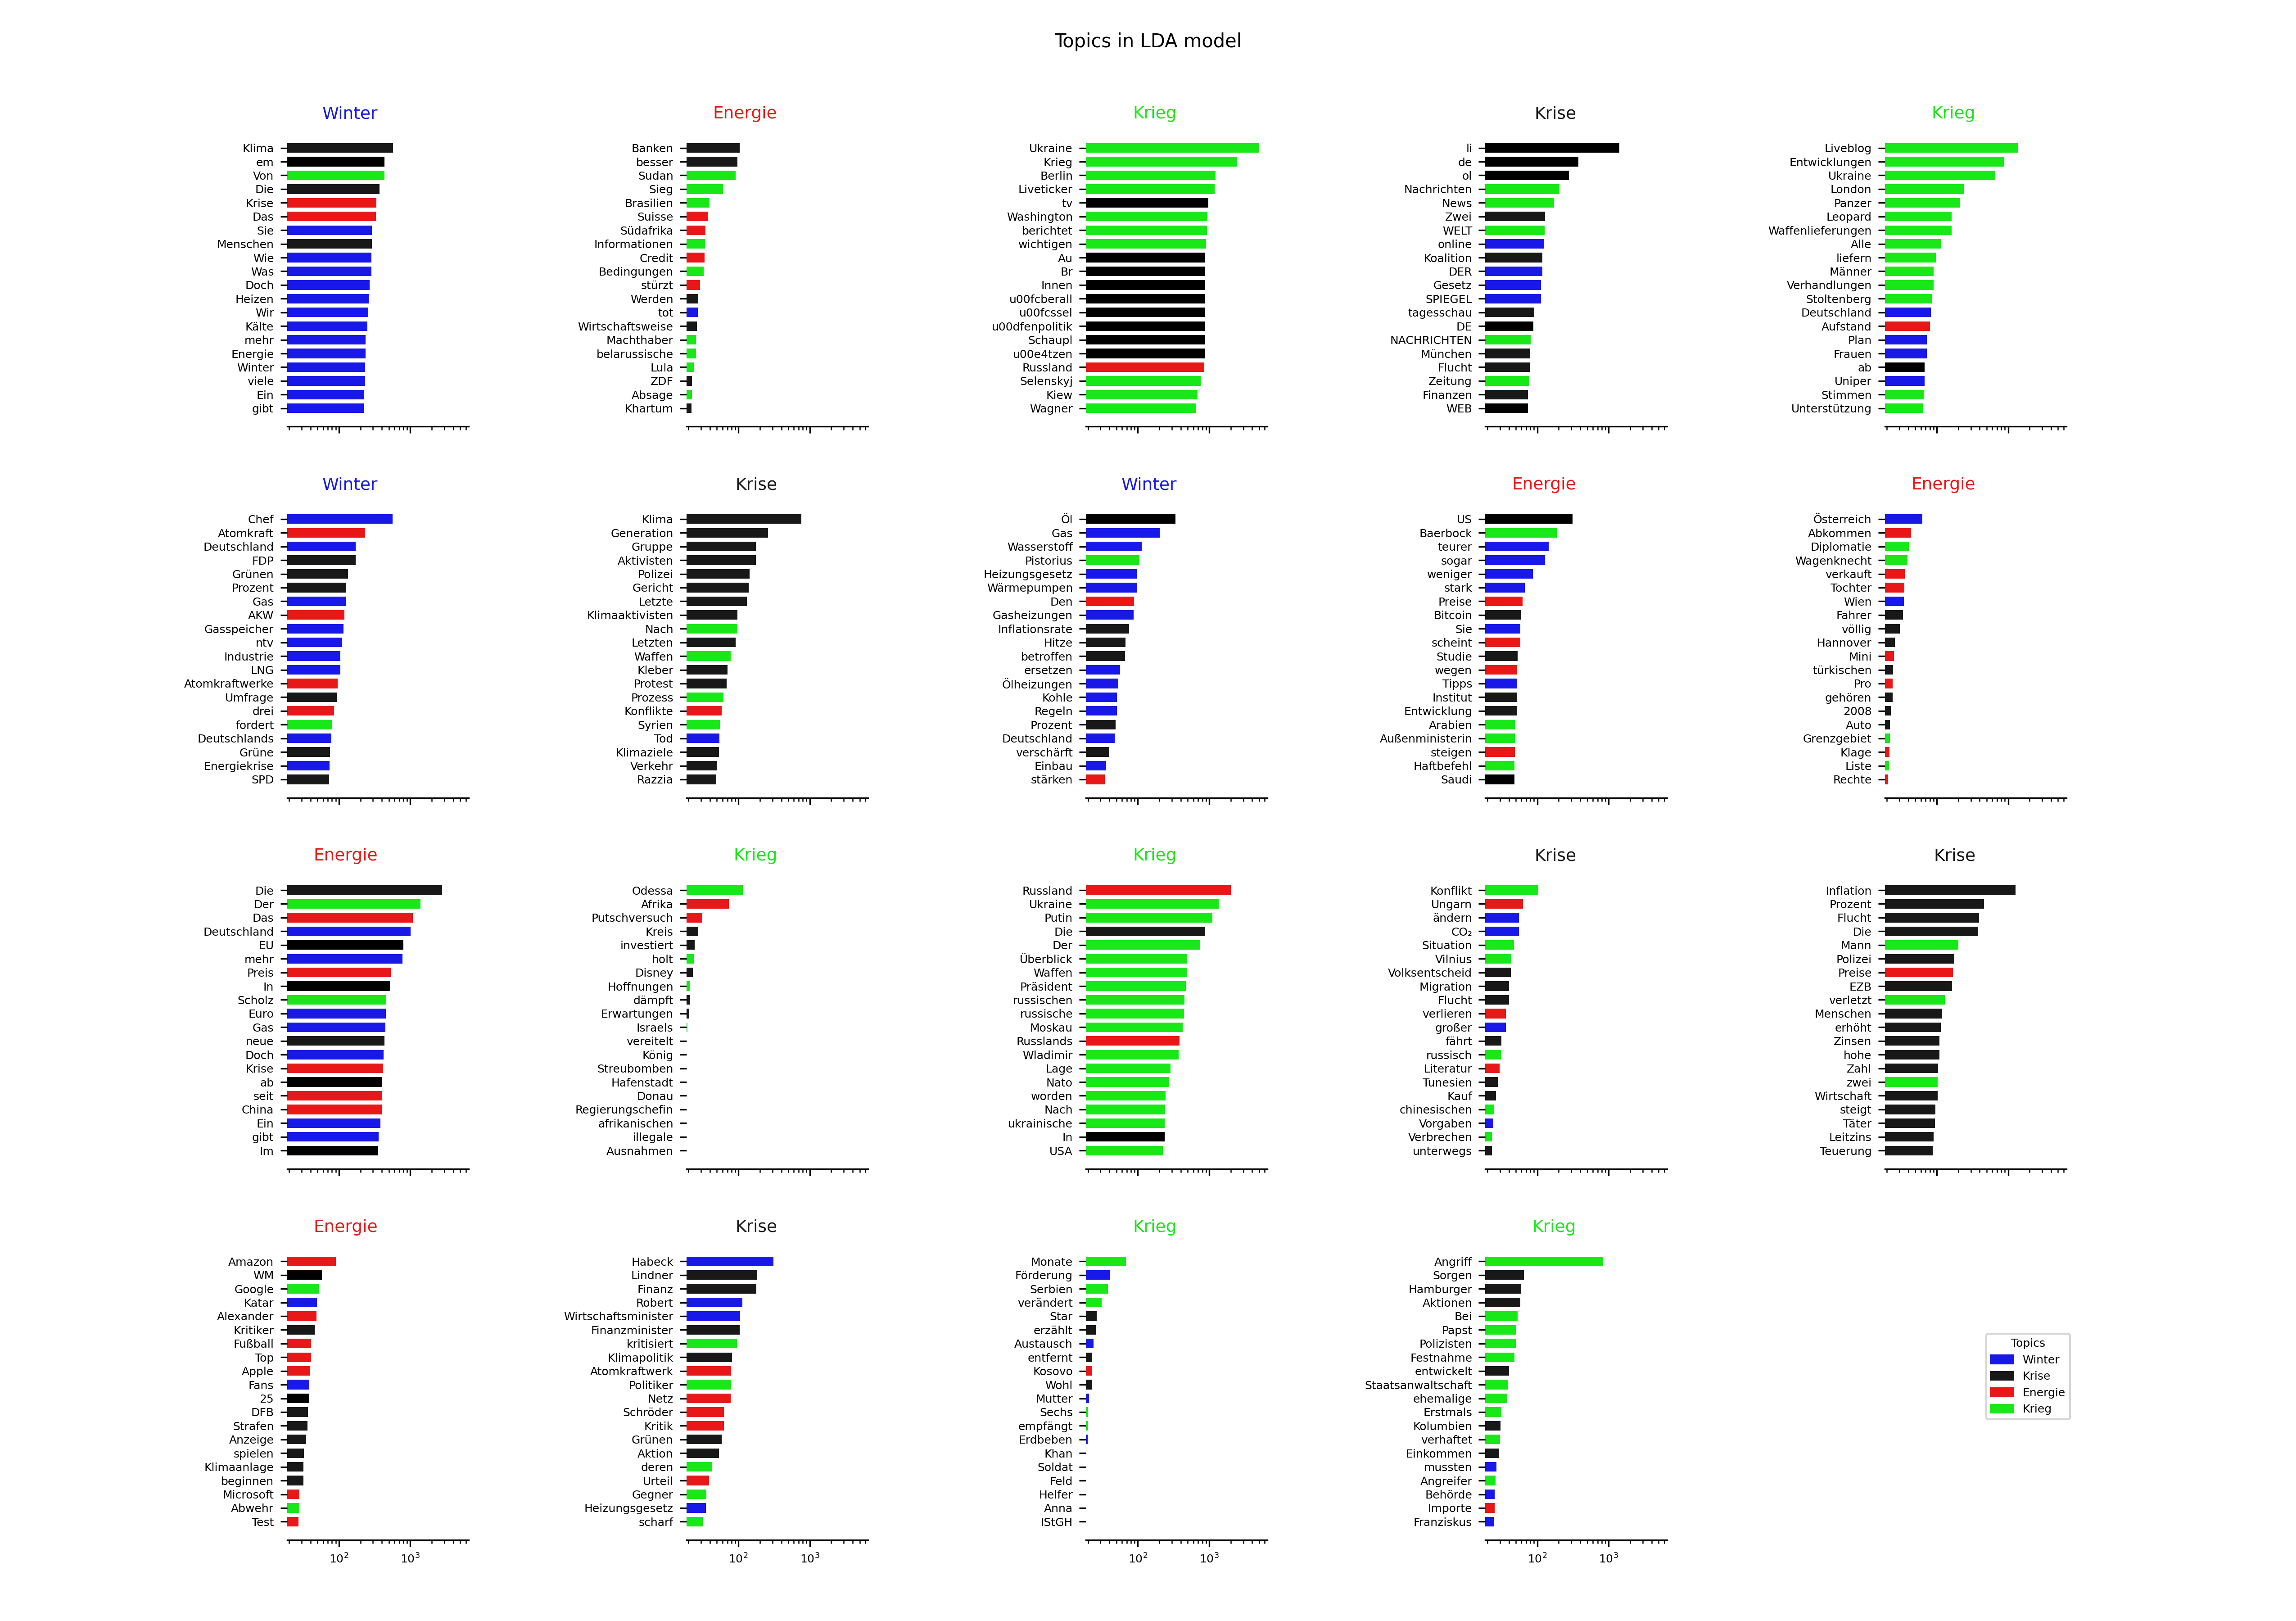 Topics in LDA model
Winter
Klima
em
Von
Die
Krise
Das
Sie
Menschen
Wie
Was
Doch
Heizen
Wir
Kälte
mehr
Energie
Winter
viele
Ein
gibt
Energie
Banken
besser
Sudan
Sieg
Brasilien
Suisse
Südafrika
Informationen
Credit
Bedingungen
stürzt
Werden
tot
Wirtschaftsweise
Machthaber
belarussische
Lula
ZDF
Absage
Khartum
Krieg
Ukraine
Krieg
Berlin
Liveticker
tv
Washington
berichtet
wichtigen
Au
Br
Innen
u00fcberall
u00fcssel
u00dfenpolitik
Schaupl
u00e4tzen
Russland
Selenskyj
Kiew
Wagner
Krise
li
de
ol
Nachrichten
News
Zwei
WELT
online
Koalition
DER
Gesetz
SPIEGEL
tagesschau
DE
NACHRICHTEN
München
Flucht
Zeitung
Finanzen
WEB
Krieg
Liveblog
Entwicklungen
Ukraine
London
Panzer
Leopard
Waffenlieferungen
Alle
liefern
Männer
Verhandlungen
Stoltenberg
Deutschland
Aufstand
Plan
Frauen
ab
Uniper
Stimmen
Unterstützung
Winter
Chef
Atomkraft
Deutschland
FDP
Grünen
Prozent
Gas
AKW
Gasspeicher
ntv
Industrie
LNG
Atomkraftwerke
Umfrage
drei
fordert
Deutschlands
Grüne
Energiekrise
SPD
Krise
Klima
Generation
Gruppe
Aktivisten
Polizei
Gericht
Letzte
Klimaaktivisten
Nach
Letzten
Waffen
Kleber
Protest
Prozess
Konflikte
Syrien
Tod
Klimaziele
Verkehr
Razzia
Winter
Öl
Gas
Wasserstoff
Pistorius
Heizungsgesetz
Wärmepumpen
Den
Gasheizungen
Inflationsrate
Hitze
betroffen
ersetzen
Ölheizungen
Kohle
Regeln
Prozent
Deutschland
verschärft
Einbau
stärken
Energie
US
Baerbock
teurer
sogar
weniger
stark
Preise
Bitcoin
Sie
scheint
Studie
wegen
Tipps
Institut
Entwicklung
Arabien
Außenministerin
steigen
Haftbefehl
Saudi
Energie
Österreich
Abkommen
Diplomatie
Wagenknecht
verkauft
Tochter
Wien
Fahrer
völlig
Hannover
Mini
türkischen
Pro
gehören
2008
Auto
Grenzgebiet
Klage
Liste
Rechte
Energie
Die
Der
Das
Deutschland
EU
mehr
Preis
In
Scholz
Euro
Gas
neue
Doch
Krise
ab
seit
China
Ein
gibt
Im
Krieg
Odessa
Afrika
Putschversuch
Kreis
investiert
holt
Disney
Hoffnungen
dämpft
Erwartungen
Israels
vereitelt
König
Streubomben
Hafenstadt
Donau
Regierungschefin
afrikanischen
illegale
Ausnahmen
Krieg
Russland
Ukraine
Putin
Die
Der
Überblick
Waffen
Präsident
russischen
russische
Moskau
Russlands
Wladimir
Lage
Nato
worden
Nach
ukrainische
In
USA
Krise
Konflikt
Ungarn
ändern
CO₂
Situation
Vilnius
Volksentscheid
Migration
Flucht
verlieren
großer
fährt
russisch
Literatur
Tunesien
Kauf
chinesischen
Vorgaben
Verbrechen
unterwegs
Krise
Inflation
Prozent
Flucht
Die
Mann
Polizei
Preise
EZB
verletzt
Menschen
erhöht
Zinsen
hohe
Zahl
zwei
Wirtschaft
steigt
Täter
Leitzins
Teuerung
Energie
Amazon
WM
Google
Katar
Alexander
Kritiker
Fußball
Top
Apple
Fans
25
DFB
Strafen
Anzeige
spielen
Klimaanlage
beginnen
Microsoft
Abwehr
Test
10² 10³
Krise
Habeck
Lindner
Finanz
Robert
Wirtschaftsminister
Finanzminister
kritisiert
Klimapolitik
Atomkraftwerk
Politiker
Netz
Schröder
Kritik
Grünen
Aktion
deren
Urteil
Gegner
Heizungsgesetz
scharf
10² 10³
Krieg
Monate
Förderung
Serbien
verändert
Star
erzählt
Austausch
entfernt
Kosovo
Wohl
Mutter
Sechs
empfängt
Erdbeben
Khan
Soldat
Feld
Helfer
Anna
IStGH
10² 10³
Krieg
Angriff
Sorgen
Hamburger
Aktionen
Bei
Papst
Polizisten
Festnahme
entwickelt
Staatsanwaltschaft
ehemalige
Erstmals
Kolumbien
verhaftet
Einkommen
mussten
Angreifer
Behörde
Importe
Franziskus
10² 10³
Topics
Winter
Krise
Energie
Krieg